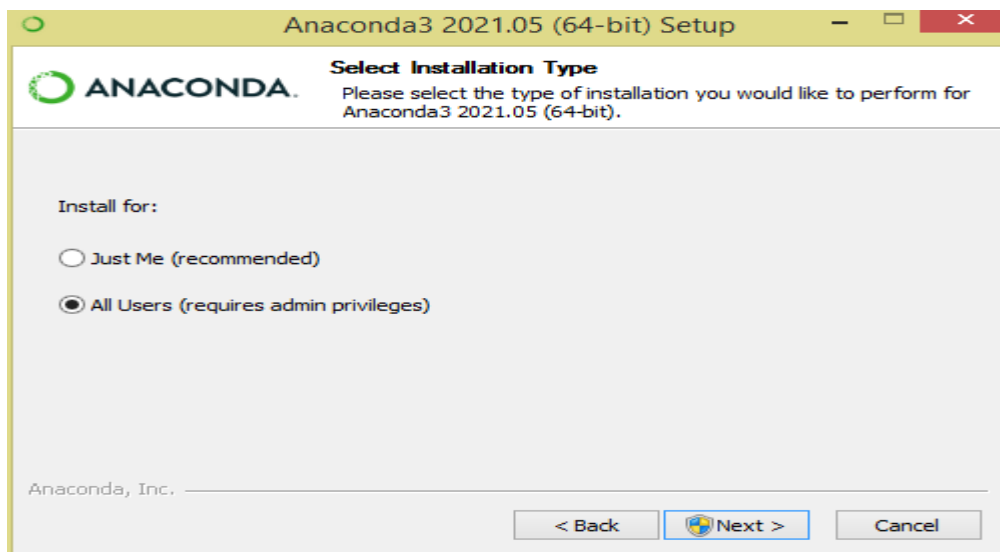 Anaconda3 2021.05 (64-bit) Setup
ANACONDA.
Select Installation Type
Please select the type of installation you would like to perform for
Anaconda3 2021.05 (64-bit).
Install for:
Just Me (recommended)
All Users (requires admin privileges)
Anaconda, Inc.
< Back
Next >
Cancel